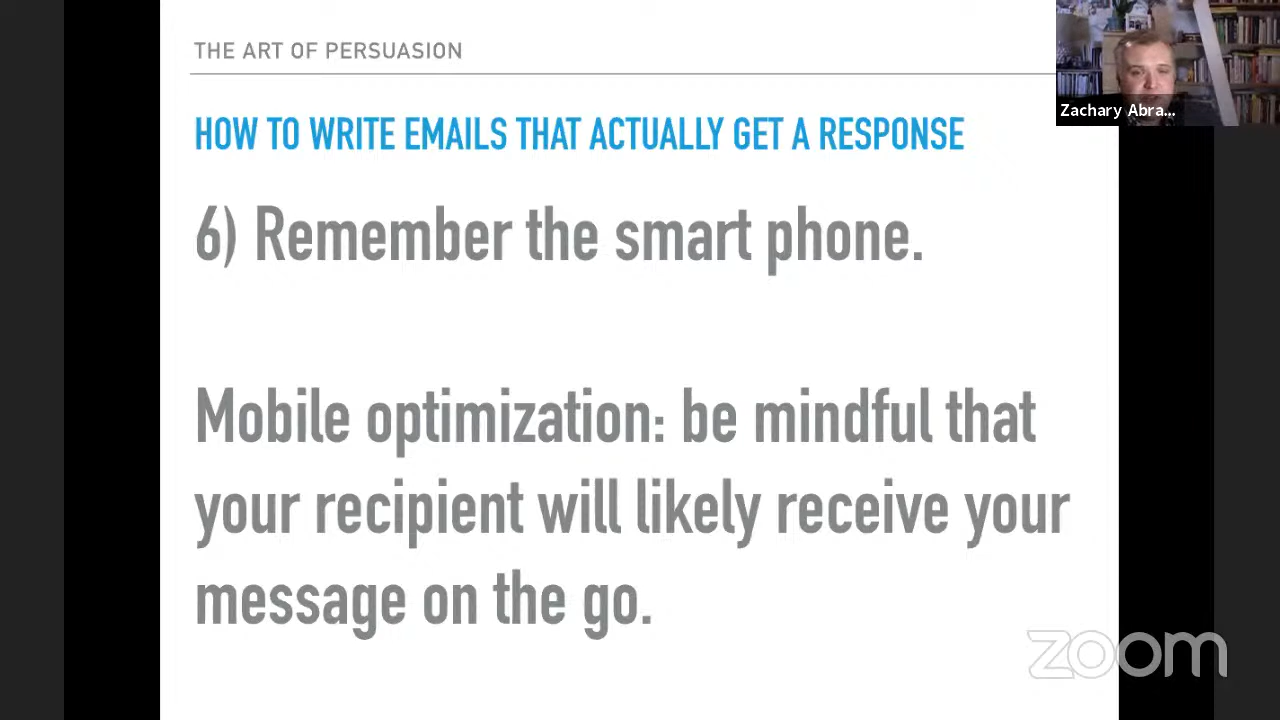 THE ART OF PERSUASION
Zachary Abra...
HOW TO WRITE EMAILS THAT ACTUALLY GET A RESPONSE
6) Remember the smart phone.
Mobile optimization: be mindful that
your recipient will likely receive your
message on the go.
zoom